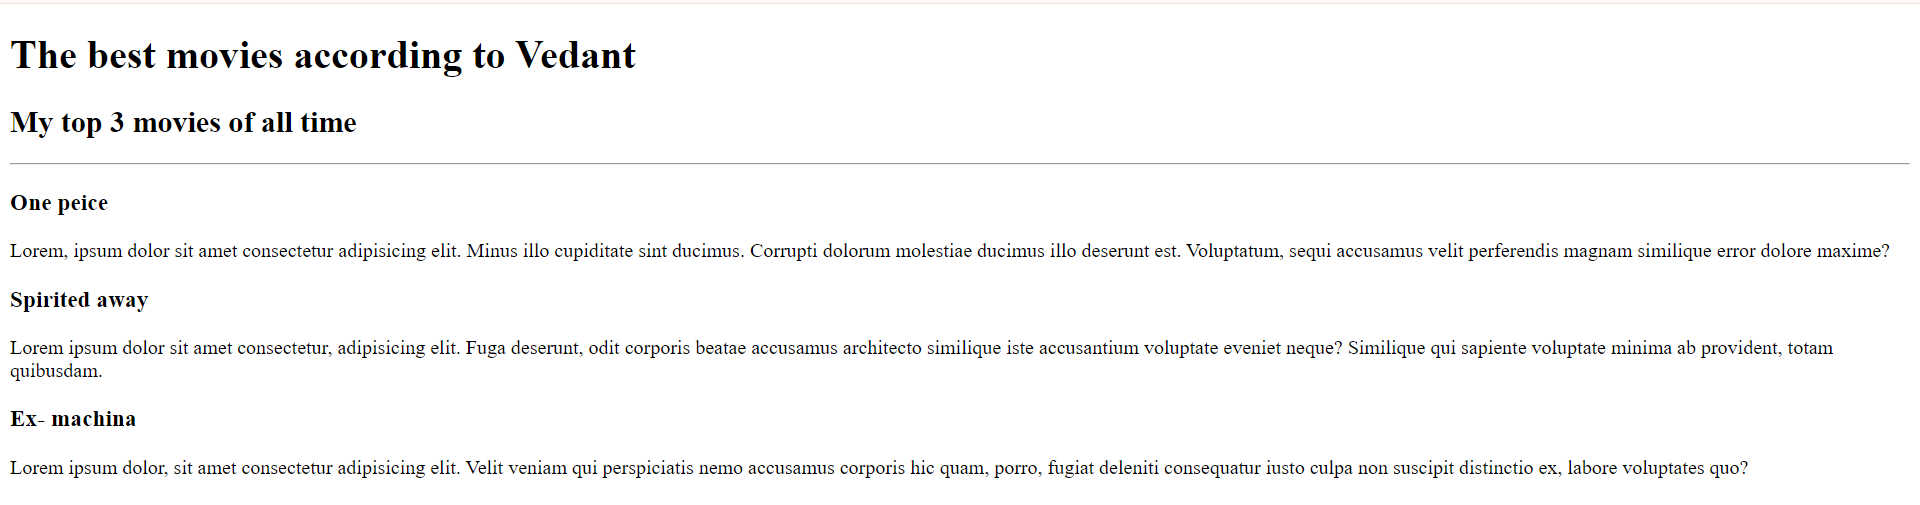 The best movies according to Vedant
My top 3 movies of all time
One peice
Lorem, ipsum dolor sit amet consectetur adipisicing elit. Minus illo cupiditate sint ducimus. Corrupti dolorum molestiae ducimus illo deserunt est. Voluptatum, sequi accusamus velit perferendis magnam similique error dolore maxime?
Spirited away
Lorem ipsum dolor sit amet consectetur, adipisicing elit. Fuga deserunt, odit corporis beatae accusamus architecto similique iste accusantium voluptate eveniet neque? Similique qui sapiente voluptate minima ab provident, totam
quibusdam.
Ex- machina
Lorem ipsum dolor, sit amet consectetur adipisicing elit. Velit veniam qui perspiciatis nemo accusamus corporis hic quam, porro, fugiat deleniti consequatur iusto culpa non suscipit distinctio ex, labore voluptates quo?